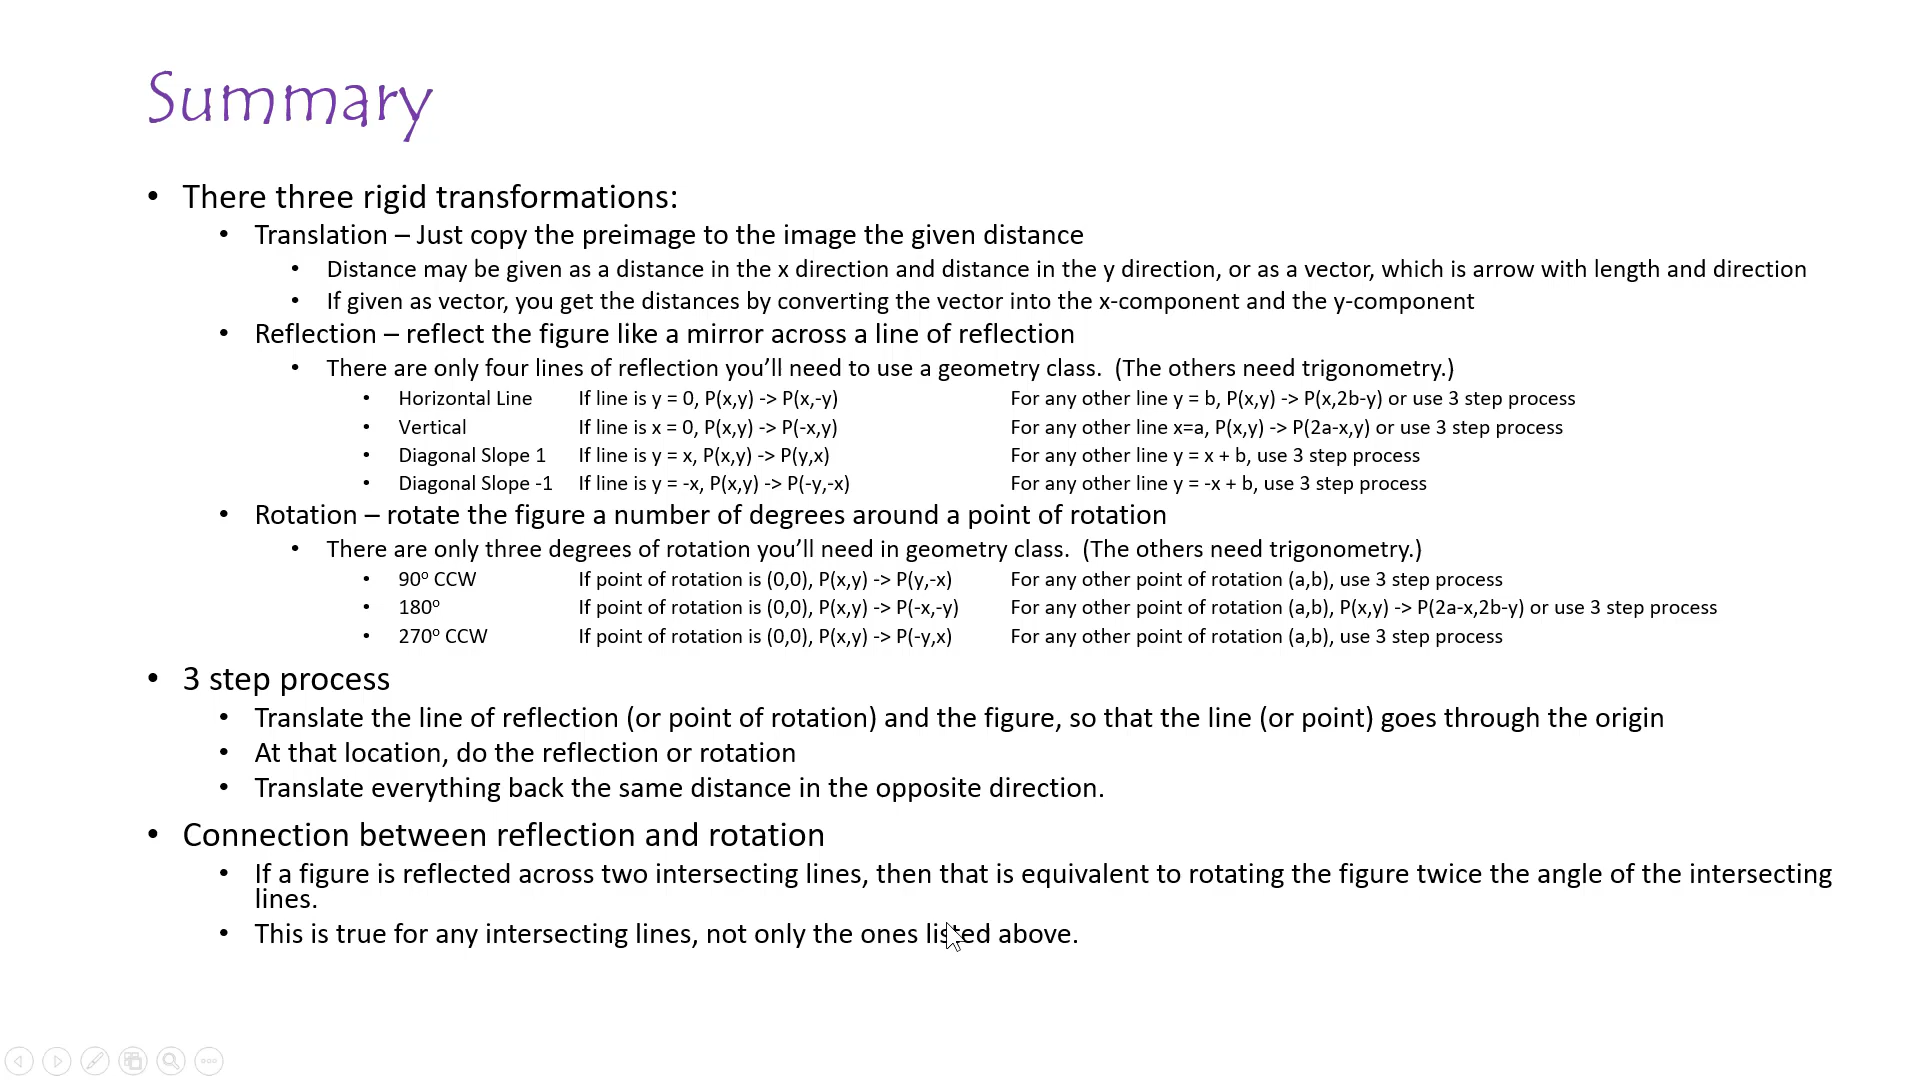 Summary
• There three rigid transformations:
• Translation – Just copy the preimage to the image the given distance
• Distance may be given as a distance in the x direction and distance in the y direction, or as a vector, which is arrow with length and direction
• If given as vector, you get the distances by converting the vector into the x-component and the y-component
• Reflection – reflect the figure like a mirror across a line of reflection
• There are only four lines of reflection you’ll need to use a geometry class. (The others need trigonometry.)
• Horizontal Line If line is y = 0, P(x,y) -> P(x,-y) For any other line y = b, P(x,y) -> P(x,2b-y) or use 3 step process
• Vertical If line is x = 0, P(x,y) -> P(-x,y) For any other line x=a, P(x,y) -> P(2a-x,y) or use 3 step process
• Diagonal Slope 1 If line is y = x, P(x,y) -> P(y,x) For any other line y = x + b, use 3 step process
• Diagonal Slope -1 If line is y = -x, P(x,y) -> P(-y,-x) For any other line y = -x + b, use 3 step process
• Rotation – rotate the figure a number of degrees around a point of rotation
• There are only three degrees of rotation you’ll need in geometry class. (The others need trigonometry.)
• 90º CCW If point of rotation is (0,0), P(x,y) -> P(y,-x) For any other point of rotation (a,b), use 3 step process
• 180º If point of rotation is (0,0), P(x,y) -> P(-x,-y) For any other point of rotation (a,b), P(x,y) -> P(2a-x,2b-y) or use 3 step process
• 270º CCW If point of rotation is (0,0), P(x,y) -> P(-y,x) For any other point of rotation (a,b), use 3 step process
• 3 step process
• Translate the line of reflection (or point of rotation) and the figure, so that the line (or point) goes through the origin
• At that location, do the reflection or rotation
• Translate everything back the same distance in the opposite direction.
• Connection between reflection and rotation
• If a figure is reflected across two intersecting lines, then that is equivalent to rotating the figure twice the angle of the intersecting
lines.
• This is true for any intersecting lines, not only the ones listed above.